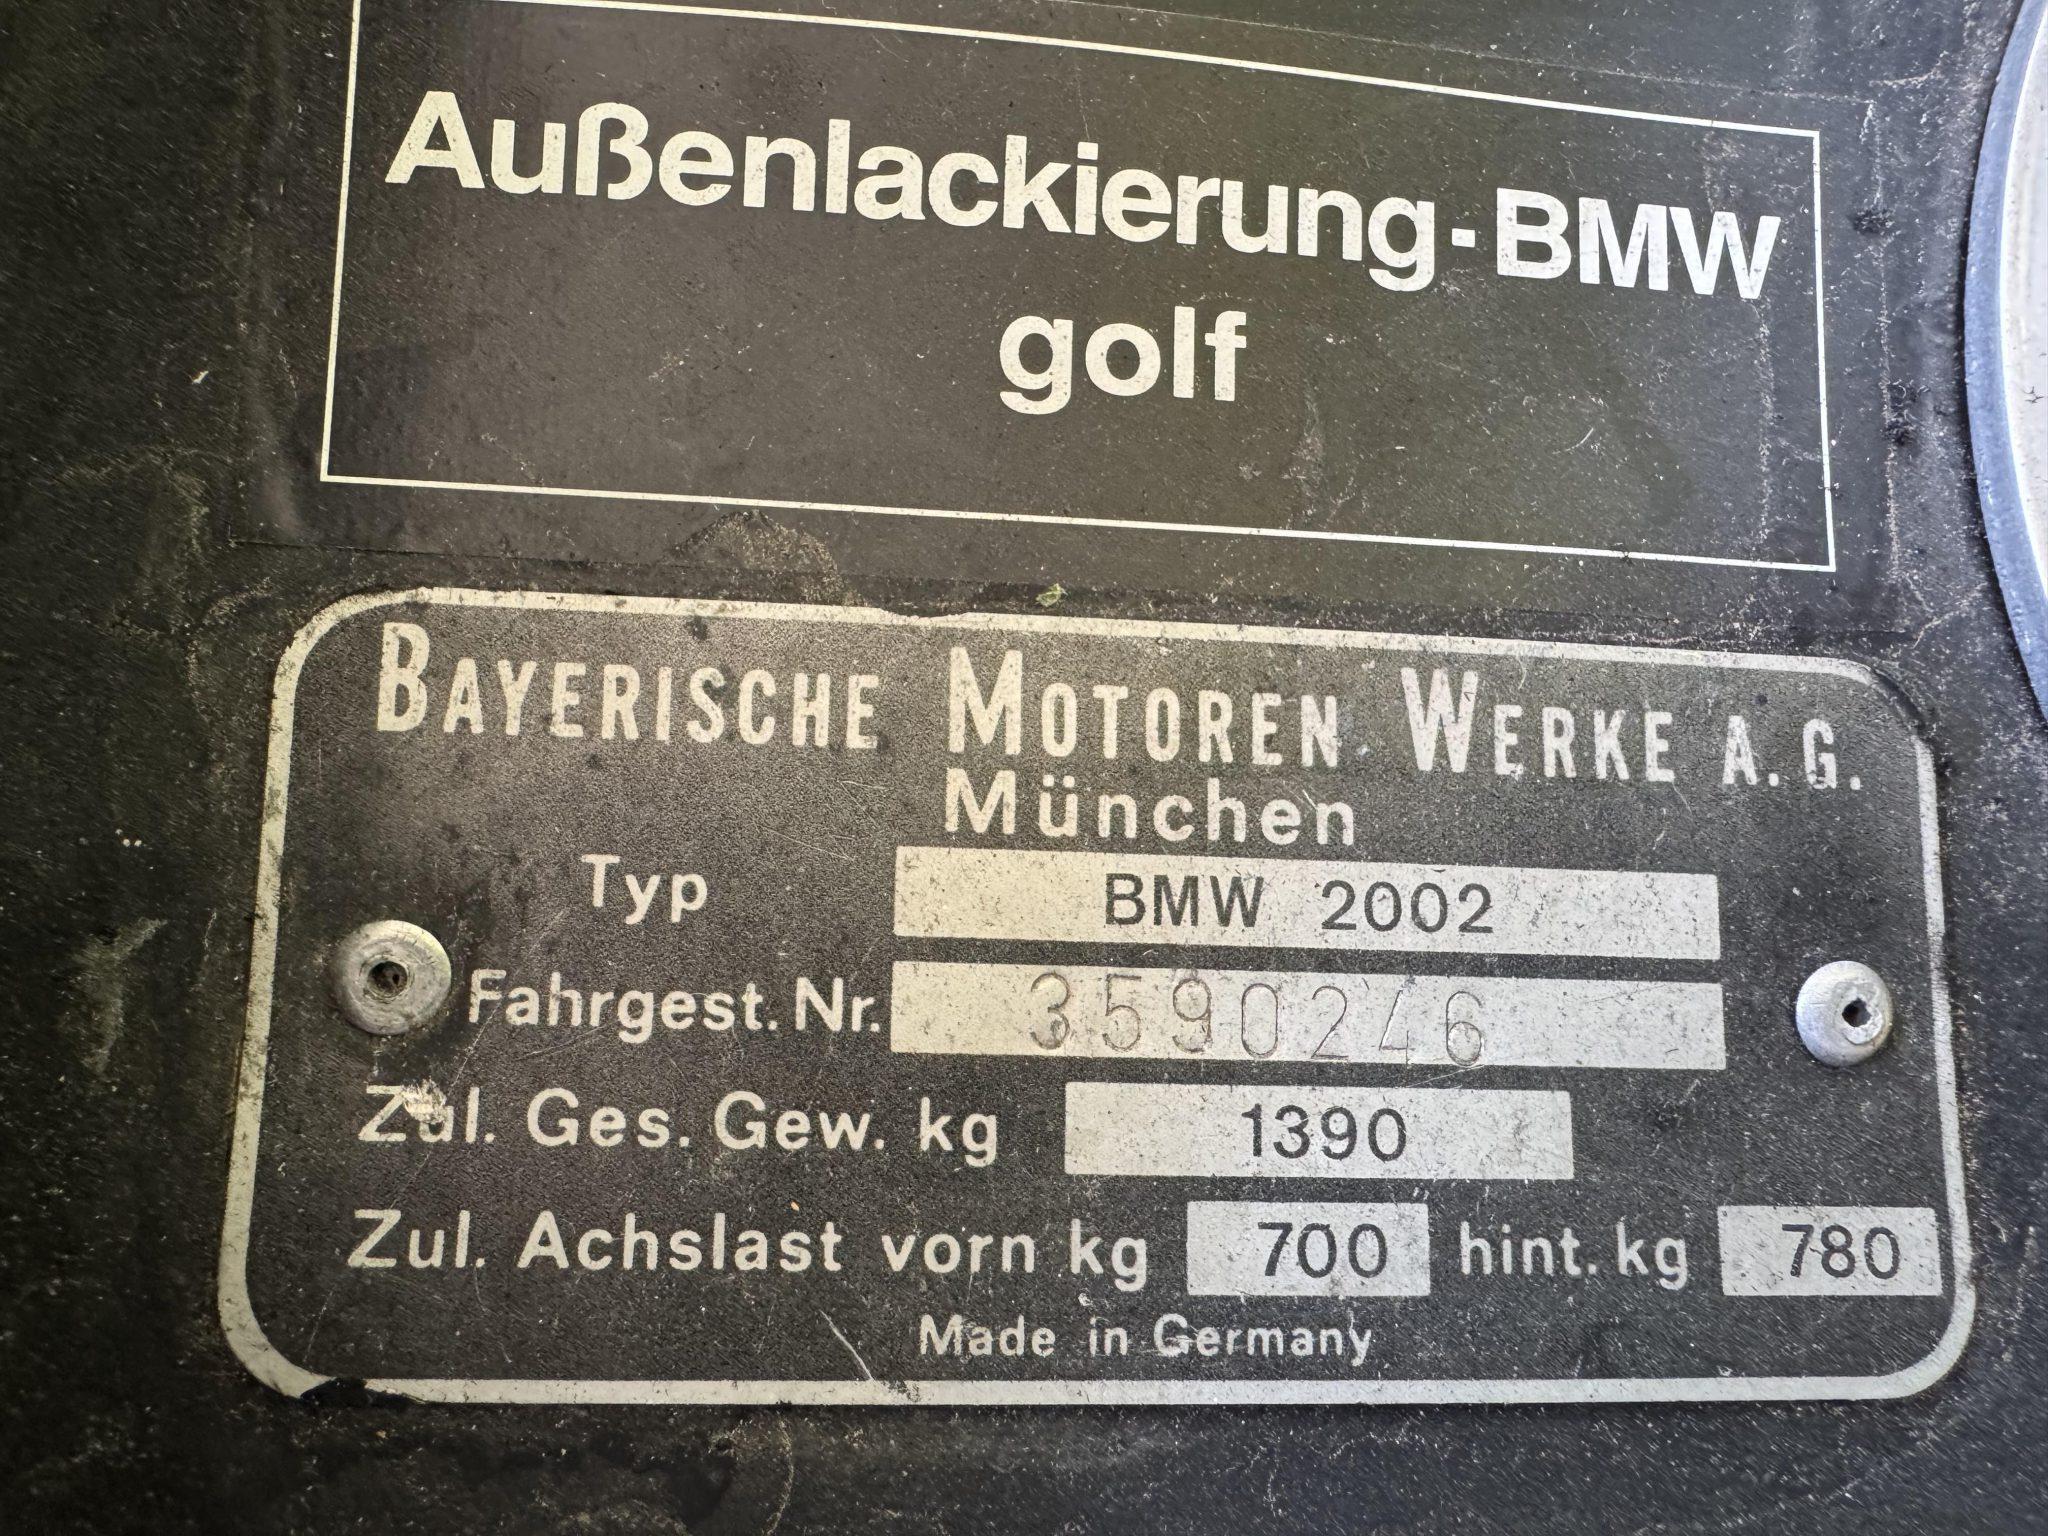 Außenlackierung-BMW
golf
BAYERISCHE MOTOREN WERKE A.G.
München
Typ BMW 2002
Fahrgest. Nr. 3590246
Zul. Ges. Gew. kg 1390
Zul. Achslast vorn kg 700 hint. kg 780
Made in Germany